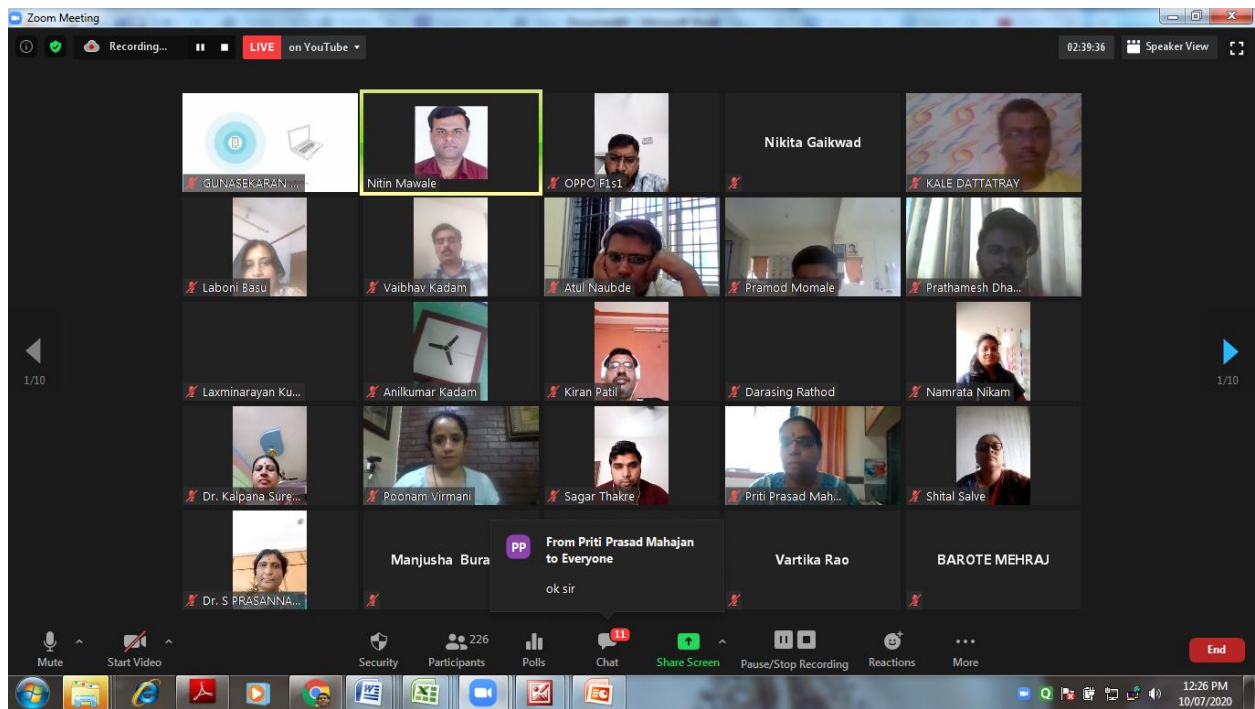 Zoom Meeting
Recording...
LIVE on YouTube
02:39:36
Speaker View
GUNASEKARAN ...
Nitin Mawale
OPPO F1s1
Nikita Gaikwad
KALE DATTATRAY
Laboni Basu
Vaibhav Kadam
Atul Naubde
Pramod Momale
Prathamesh Dha...
1/10
1/10
Laxminarayan Ku...
Anilkumar Kadam
Kiran Patil
Darasing Rathod
Namrata Nikam
Dr. Kalpana Sure...
Poonam Virmani
Sagar Thakre
Priti Prasad Mah...
Shital Salve
Dr. S PRASANNA...
Manjusha Bura
PP
From Priti Prasad Mahajan
to Everyone
ok sir
Vartika Rao
BAROTE MEHRAJ
Mute
Start Video
Security
226
Participants
Polls
11
Chat
Share Screen
Pause/Stop Recording
Reactions
More
End
12:26 PM
10/07/2020